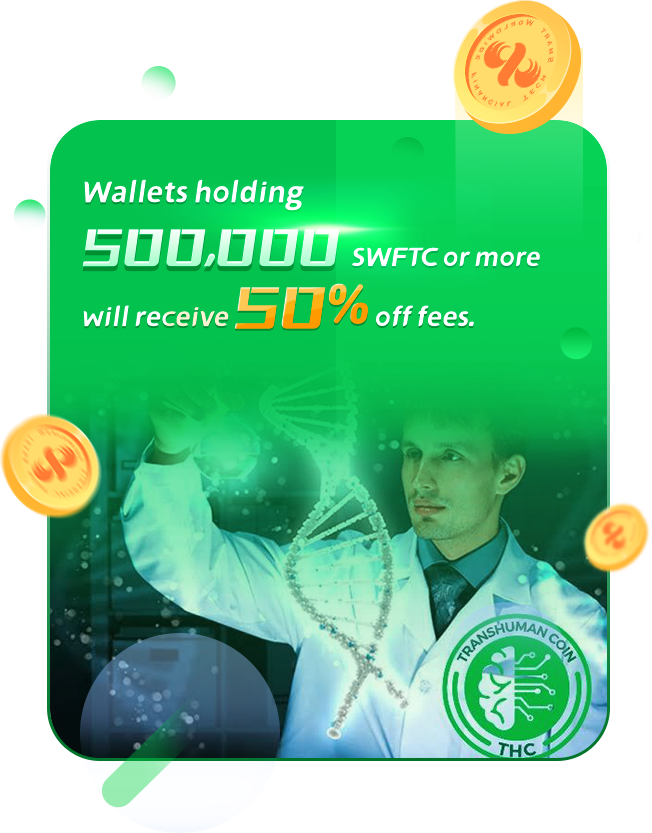 Wallets holding
500,000 SWFTC or more
will receive 50% off fees.
TRANSHUMAN COIN
THC